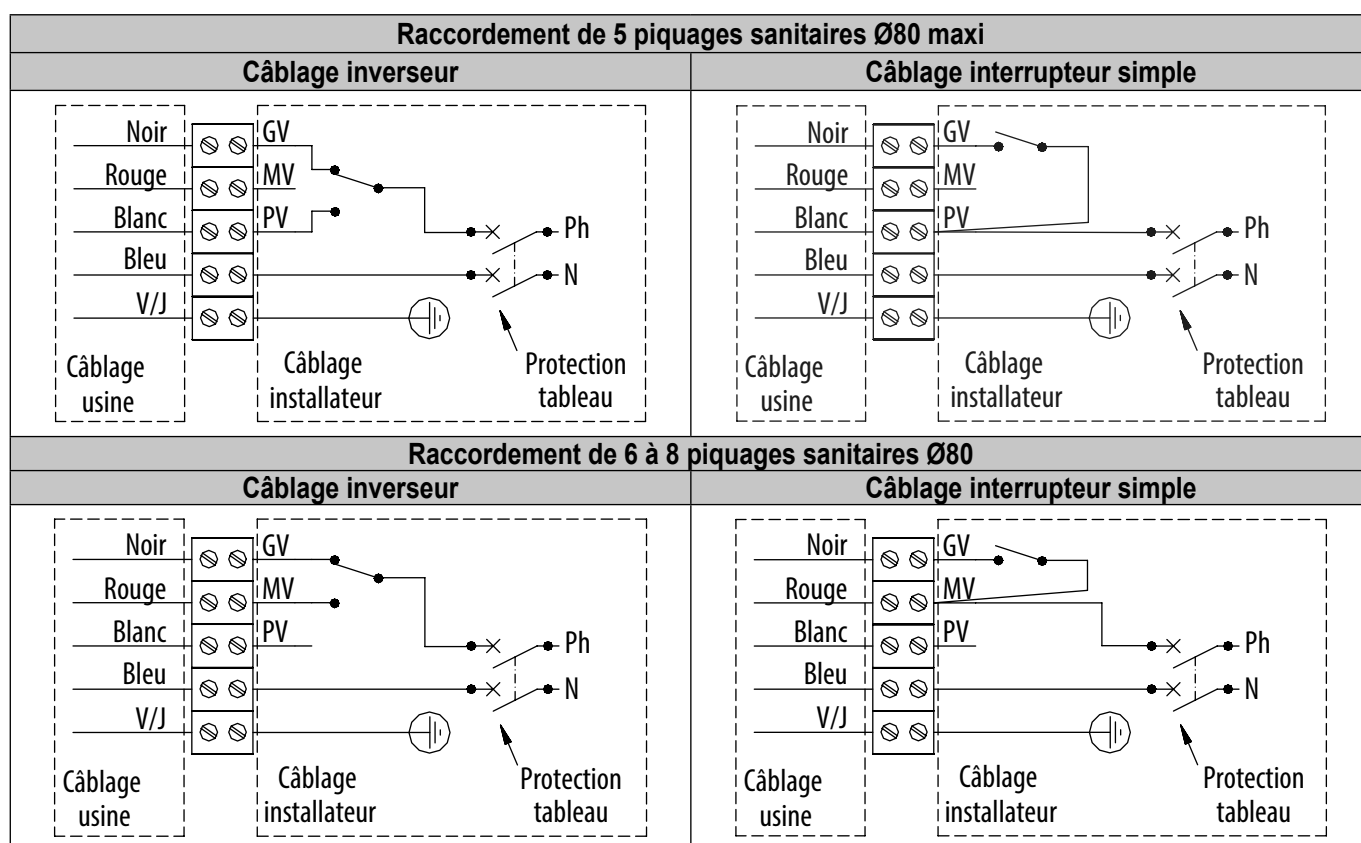 Raccordement de 5 piquages sanitaires Ø80 maxi
Câblage inverseur
Câblage interrupteur simple
Noir
GV
Rouge
MV
Blanc
PV
Ph
Bleu
N
V/J
Câblage
usine
Câblage
installateur
Protection
tableau
Noir
GV
Rouge
MV
Blanc
PV
Ph
Bleu
N
V/J
Câblage
usine
Câblage
installateur
Protection
tableau
Raccordement de 6 à 8 piquages sanitaires Ø80
Câblage inverseur
Câblage interrupteur simple
Noir
GV
Rouge
MV
Blanc
PV
Ph
Bleu
N
V/J
Câblage
usine
Câblage
installateur
Protection
tableau
Noir
GV
Rouge
MV
Blanc
PV
Ph
Bleu
N
V/J
Câblage
usine
Câblage
installateur
Protection
tableau